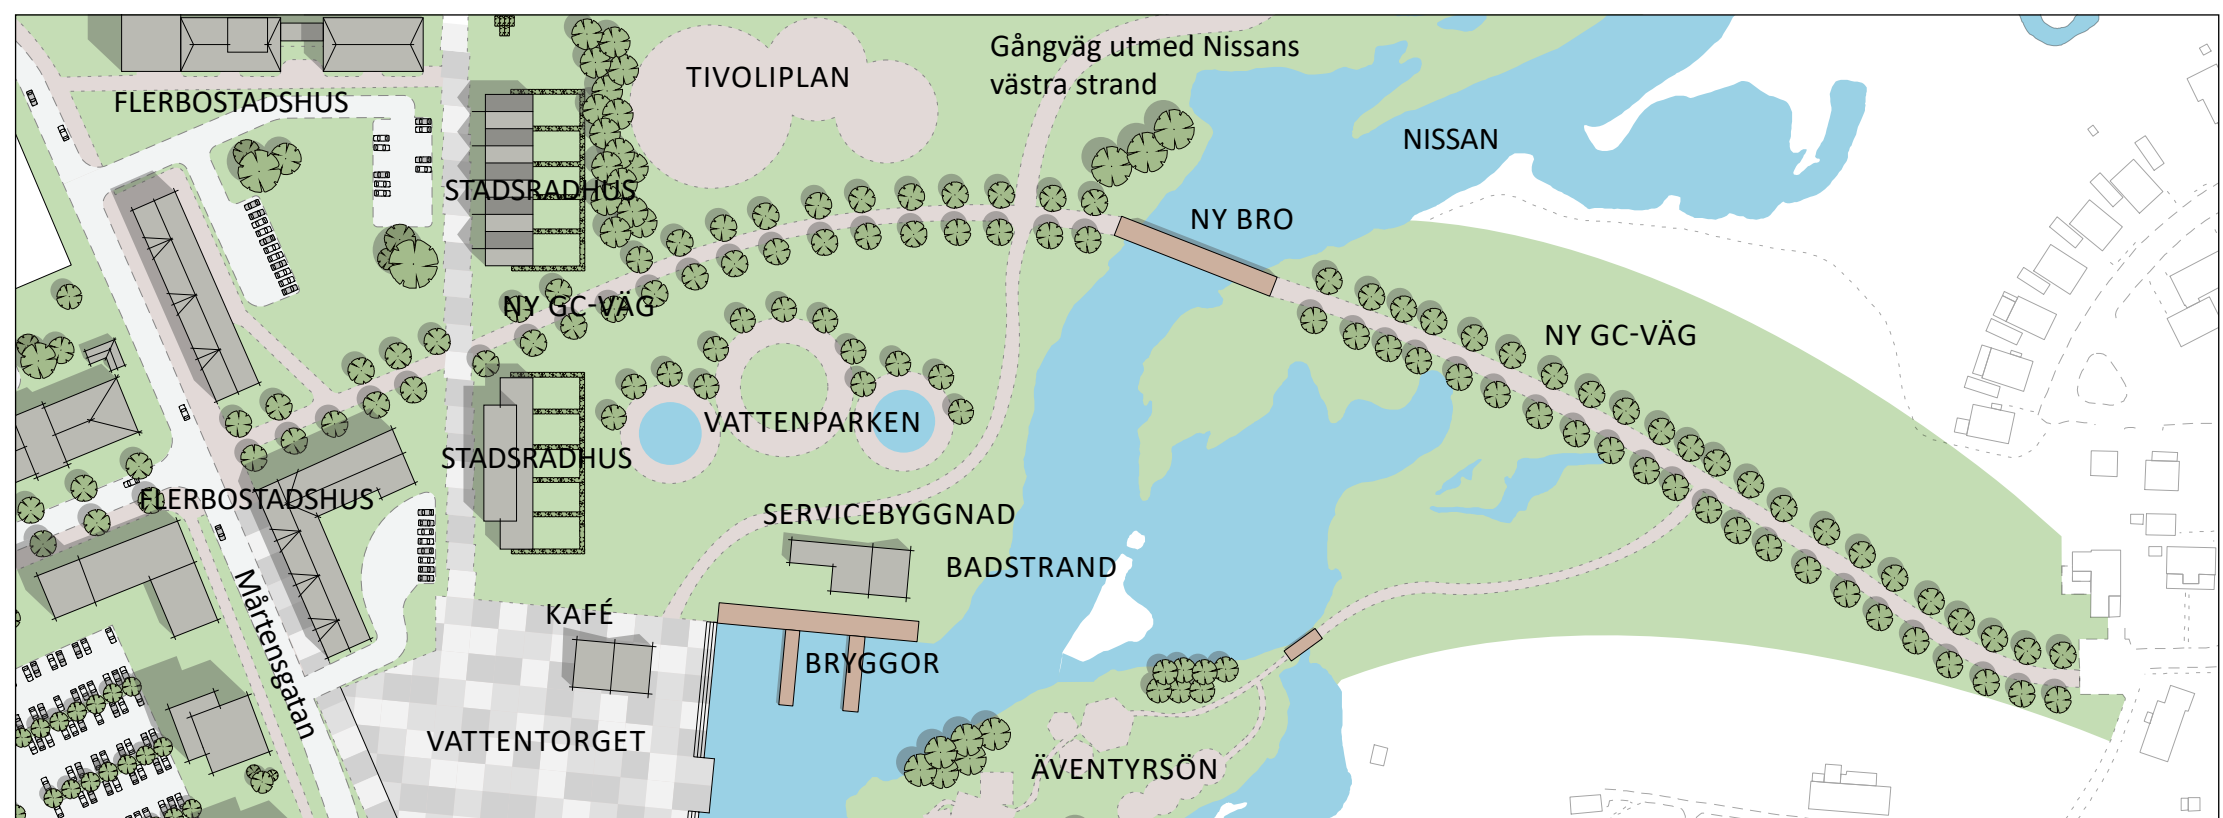 Gångväg utmed Nissans
västra strand
TIVOLIPLAN
FLERBOSTADSHUS
NISSAN
STADSRADHUS
NY BRO
NY GC-VÄG
NY GC-VÄG
VATTENPARKEN
STADSRADHUS
FLERBOSTADSHUS
SERVICEBYGGNAD
BADSTRAND
Mårtensgatan
KAFÉ
BRYGGOR
VATTENTORGET
ÄVENTYRSÖN